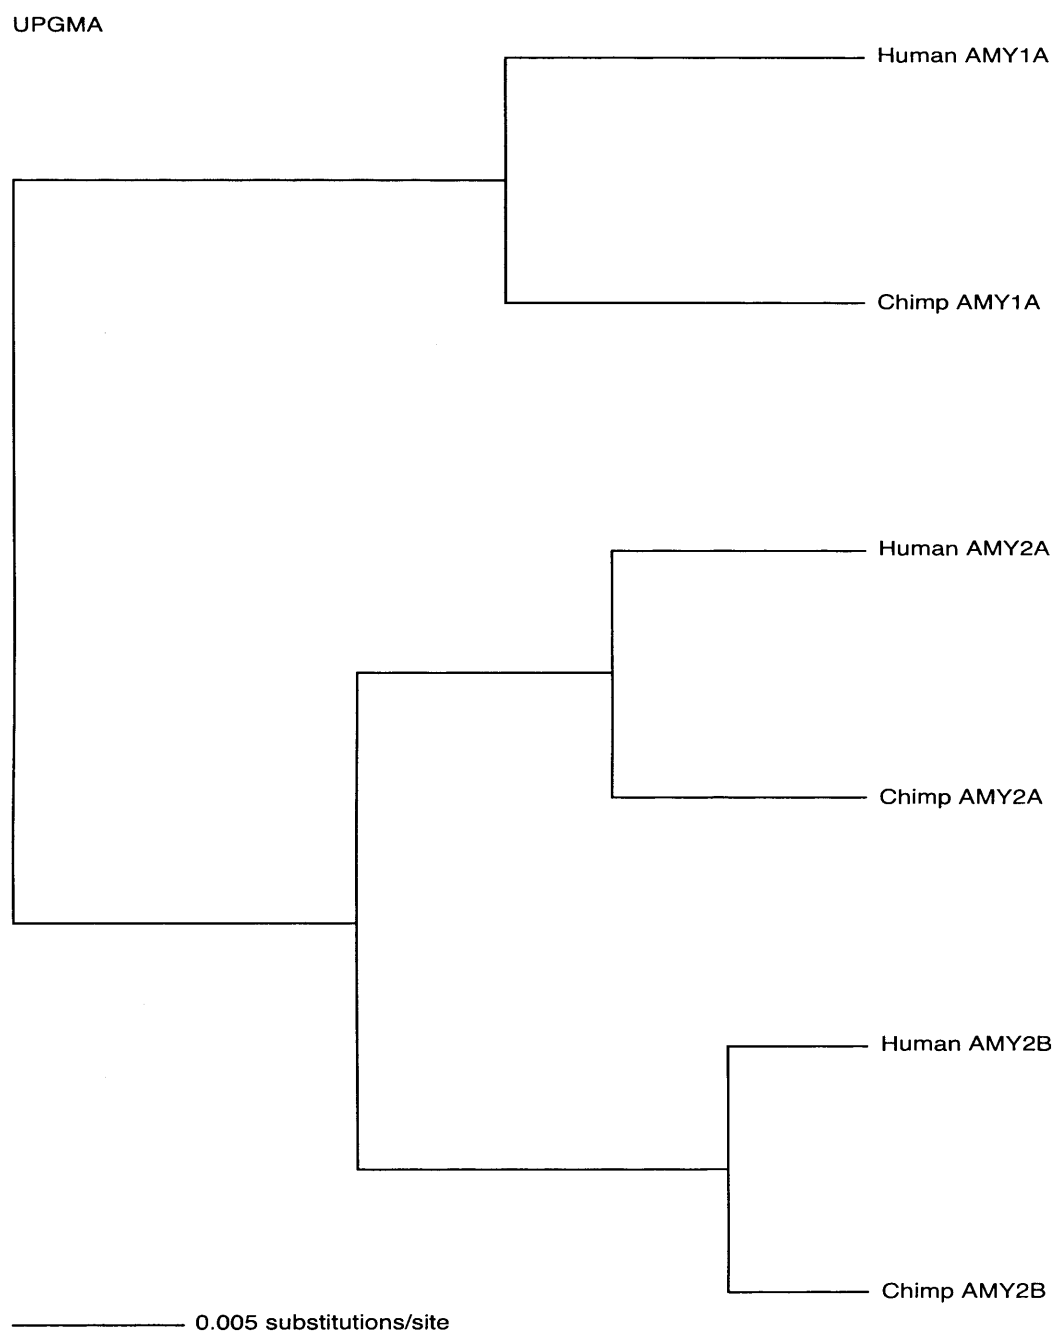 UPGMA
Human AMY1A
Chimp AMY1A
Human AMY2A
Chimp AMY2A
Human AMY2B
Chimp AMY2B
0.005 substitutions/site